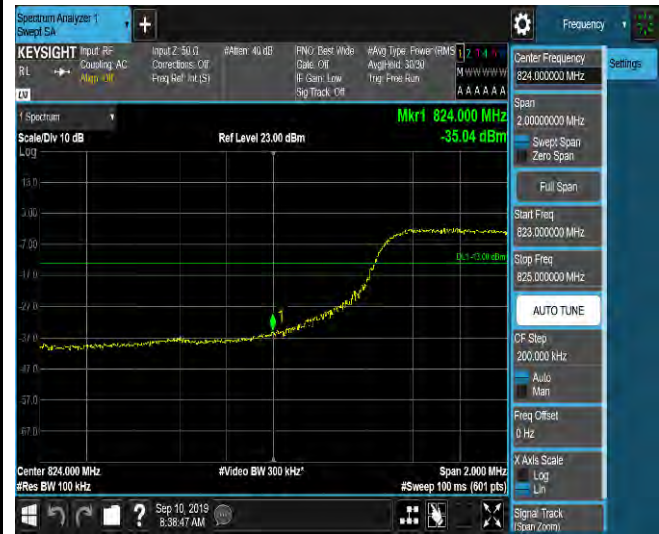 Spectrum Analyzer 1
Swept SA
+
Frequency
KEYSIGHT
Input: RF
Coupling: AC
Align: Off
Input Z: 50 Ω
Corrections: Off
Freq Ref: Int (S)
#Atten: 40 dB
PNO: Best Wide
Gate: Off
IF Gain: Low
Sig Track: Off
#Avg Type: Power (RMS
Avg|Hold: 30/30
Trig: Free Run
1 2 3 4 5 6
M W W W W W
A A A A A A
RL
LXI
1 Spectrum
Scale/Div 10 dB
Log
Ref Level 23.00 dBm
Mkr1 824.000 MHz
-35.04 dBm
13.0
3.00
-7.00
-17.0
-27.0
-37.0
-47.0
-57.0
-67.0
DL1 -13.00 dBm
1
Center 824.000 MHz
#Res BW 100 kHz
#Video BW 300 kHz*
Span 2.000 MHz
#Sweep 100 ms (601 pts)
Center Frequency
824.000000 MHz
Settings
Span
2.00000000 MHz
Swept Span
Zero Span
Full Span
Start Freq
823.000000 MHz
Stop Freq
825.000000 MHz
AUTO TUNE
CF Step
200.000 kHz
Auto
Man
Freq Offset
0 Hz
X Axis Scale
Log
Lin
Signal Track
(Span Zoom)
?
Sep 10, 2019
8:38:47 AM